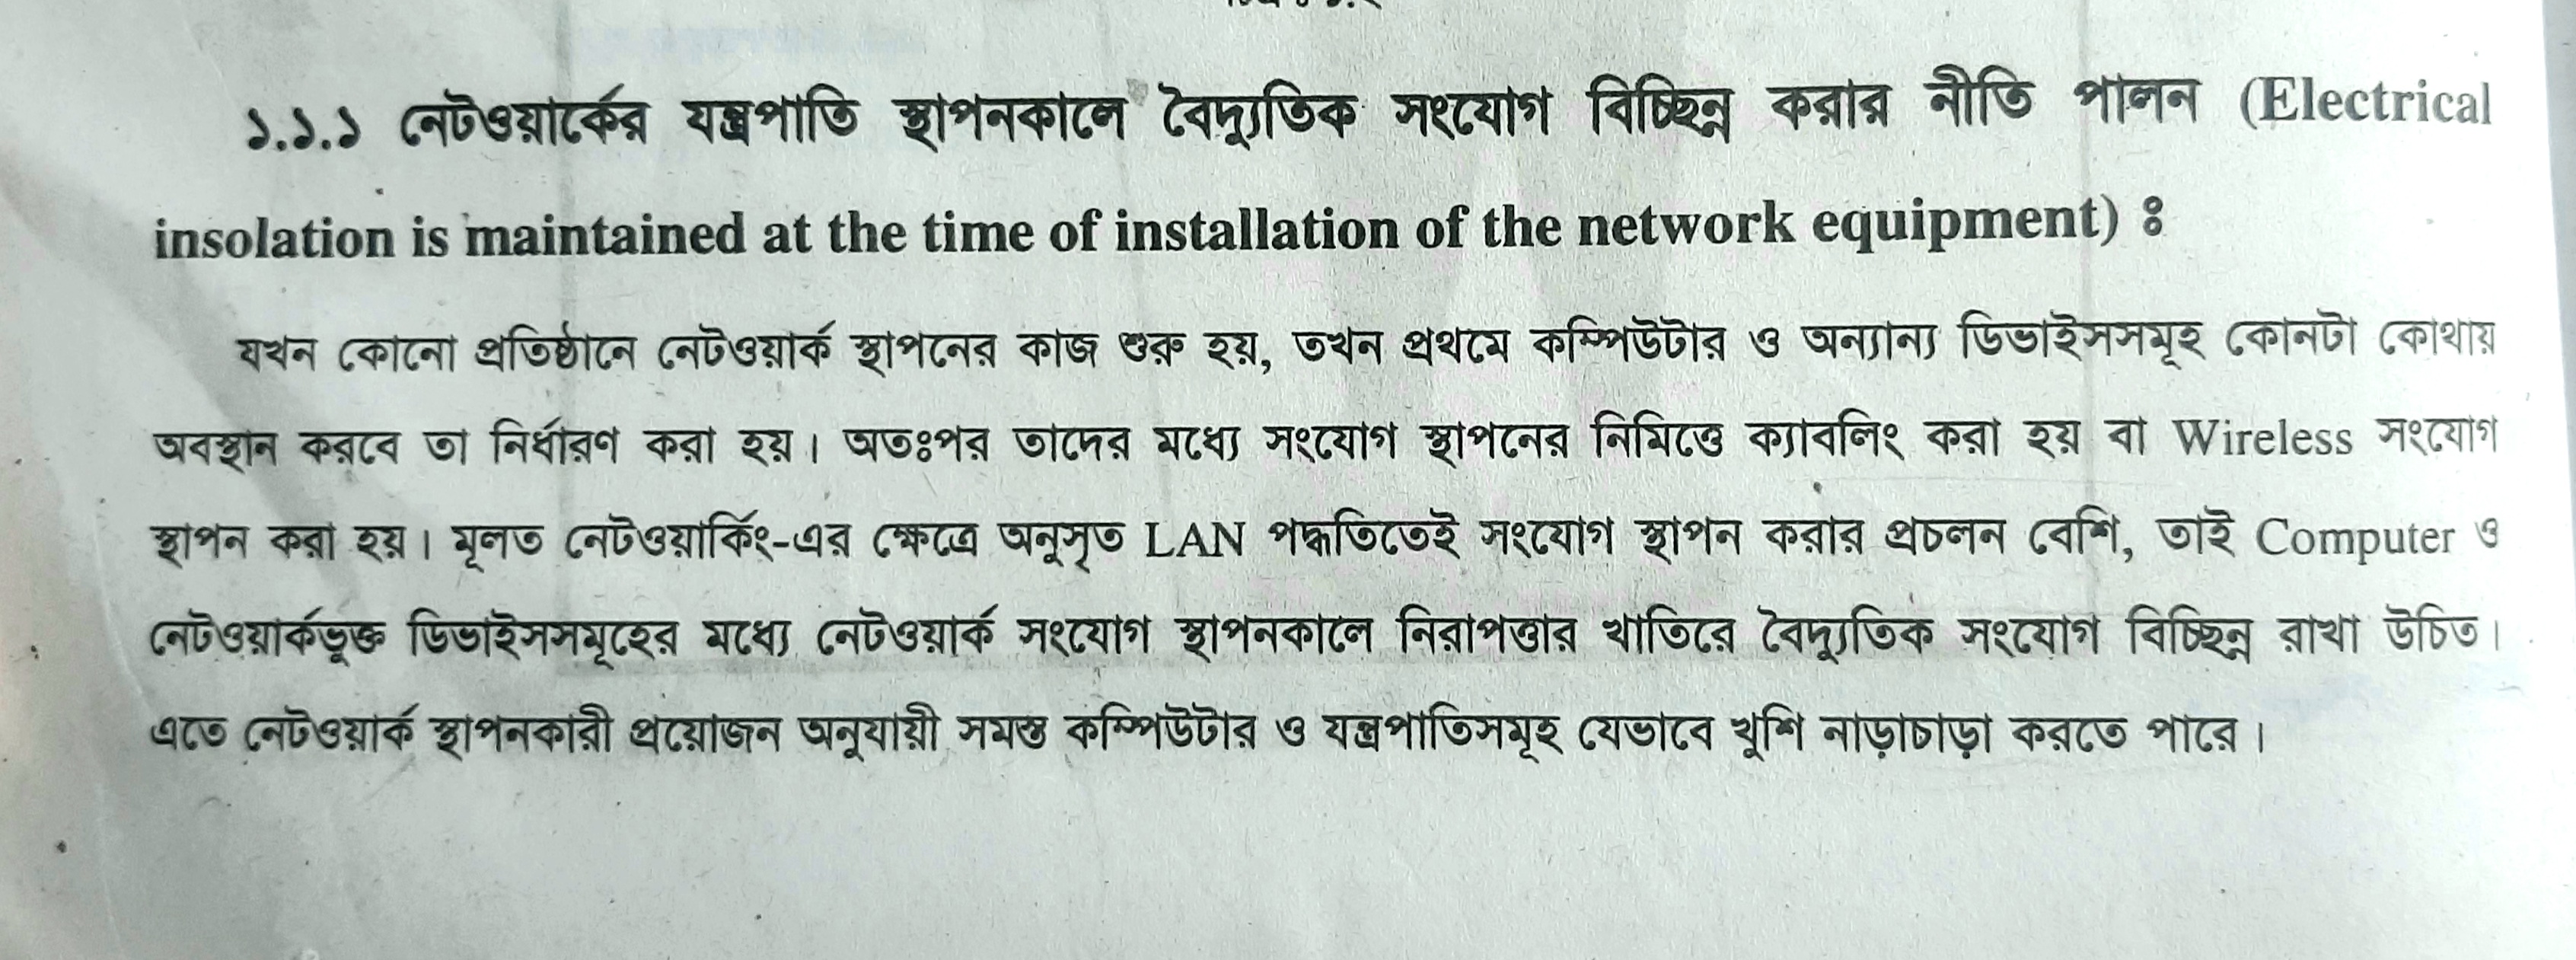 ১.১.১ নেটওয়ার্কের যন্ত্রপাতি স্থাপনকালে বৈদ্যুতিক সংযোগ বিচ্ছিন্ন করার নীতি পালন (Electrical
insolation is maintained at the time of installation of the network equipment) ঃ
যখন কোনো প্রতিষ্ঠানে নেটওয়ার্ক স্থাপনের কাজ শুরু হয়, তখন প্রথমে কম্পিউটার ও অন্যান্য ডিভাইসসমূহ কোনটা কোথায়
অবস্থান করবে তা নির্ধারণ করা হয়। অতঃপর তাদের মধ্যে সংযোগ স্থাপনের নিমিত্তে ক্যাবলিং করা হয় বা Wireless সংযোগ
স্থাপন করা হয়। মূলত নেটওয়ার্কিং-এর ক্ষেত্রে অনুসৃত LAN পদ্ধতিতেই সংযোগ স্থাপন করার প্রচলন বেশি, তাই Computer ও
নেটওয়ার্কভুক্ত ডিভাইসসমূহের মধ্যে নেটওয়ার্ক সংযোগ স্থাপনকালে নিরাপত্তার খাতিরে বৈদ্যুতিক সংযোগ বিচ্ছিন্ন রাখা উচিত।
এতে নেটওয়ার্ক স্থাপনকারী প্রয়োজন অনুযায়ী সমস্ত কম্পিউটার ও যন্ত্রপাতিসমূহ যেভাবে খুশি নাড়াচাড়া করতে পারে।